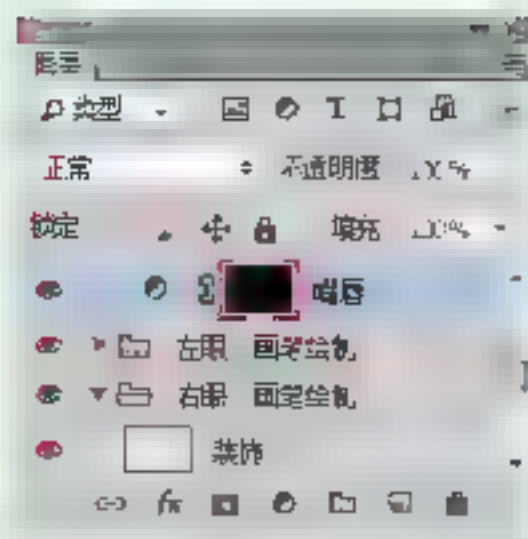 图层
类型 T
正常 不透明度
锁定 填充
嘴唇
左眼 画笔绘制
右眼 画笔绘制
装饰
fx